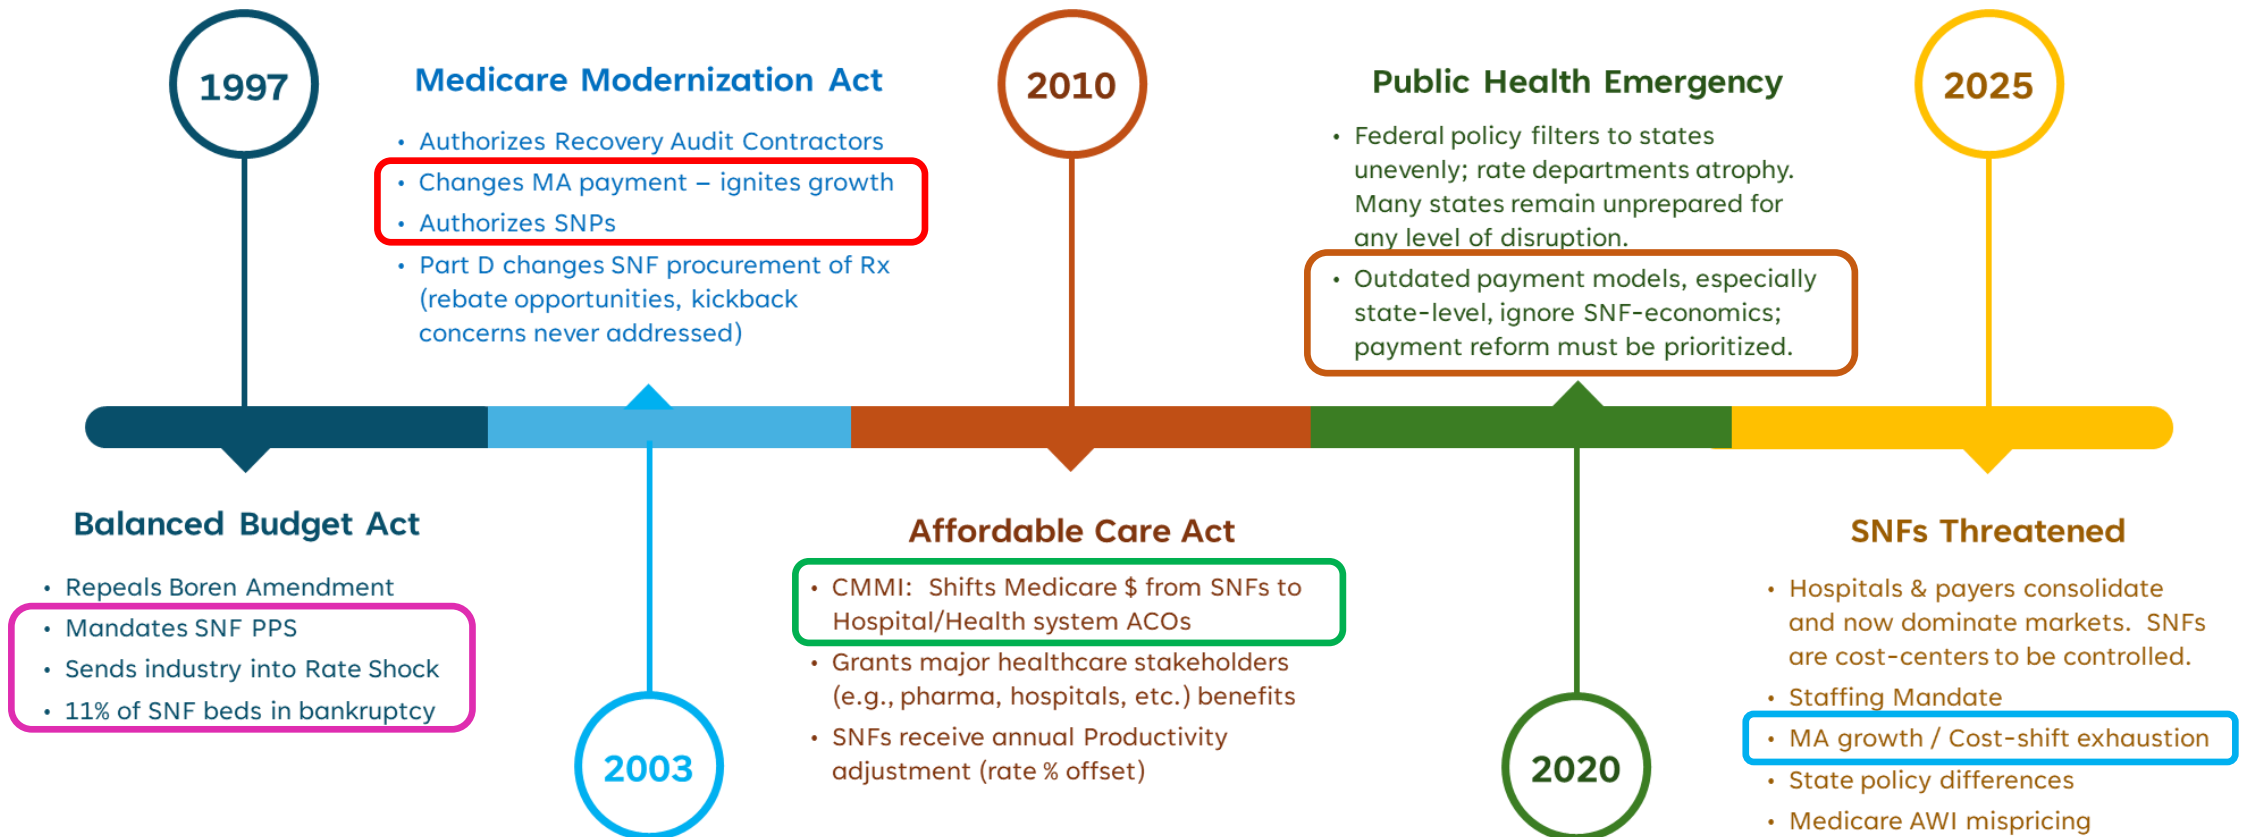 1997
Balanced Budget Act
• Repeals Boren Amendment
• Mandates SNF PPS
• Sends industry into Rate Shock
• 11% of SNF beds in bankruptcy
Medicare Modernization Act
• Authorizes Recovery Audit Contractors
• Changes MA payment – ignites growth
• Authorizes SNPs
• Part D changes SNF procurement of Rx
(rebate opportunities, kickback
concerns never addressed)
2003
2010
Affordable Care Act
• CMMI: Shifts Medicare $ from SNFs to
Hospital/Health system ACOs
• Grants major healthcare stakeholders
(e.g., pharma, hospitals, etc.) benefits
• SNFs receive annual Productivity
adjustment (rate % offset)
Public Health Emergency
• Federal policy filters to states
unevenly; rate departments atrophy.
Many states remain unprepared for
any level of disruption.
• Outdated payment models, especially
state-level, ignore SNF-economics;
payment reform must be prioritized.
2020
2025
SNFs Threatened
• Hospitals & payers consolidate
and now dominate markets. SNFs
are cost-centers to be controlled.
• Staffing Mandate
• MA growth / Cost-shift exhaustion
• State policy differences
• Medicare AWI mispricing